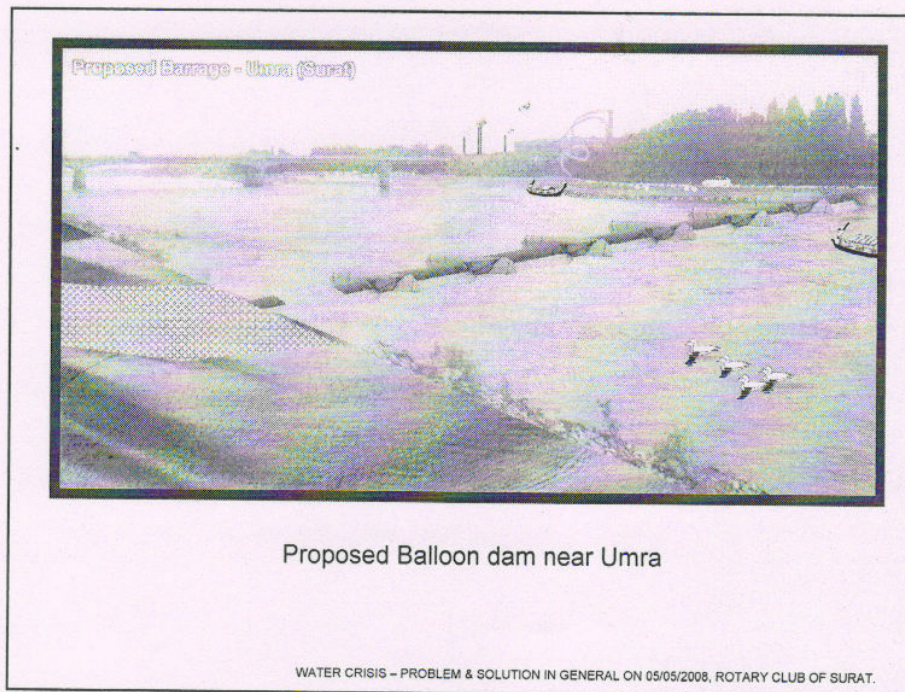 Proposed Barrage - Umra (Surat)
Proposed Balloon dam near Umra
WATER CRISIS – PROBLEM & SOLUTION IN GENERAL ON 05/05/2008, ROTARY CLUB OF SURAT.